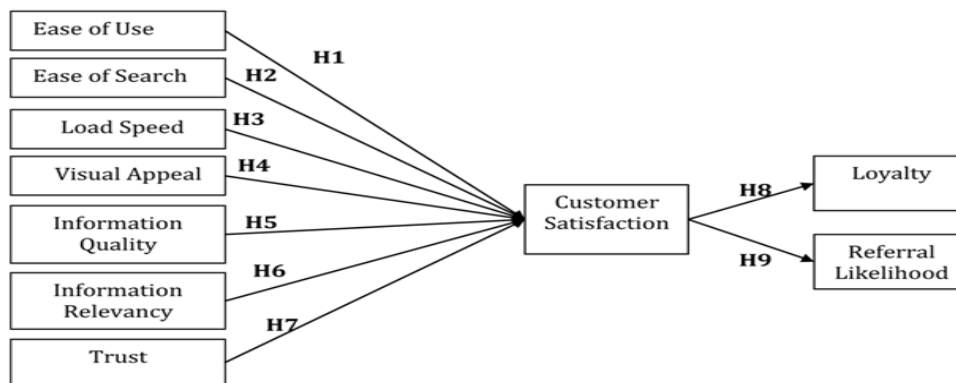 Ease of Use
H1
Ease of Search
H2
Load Speed
H3
Visual Appeal
H4
Information
Quality
H5
Information
Relevancy
H6
Trust
H7
Customer
Satisfaction
H8
Loyalty
H9
Referral
Likelihood